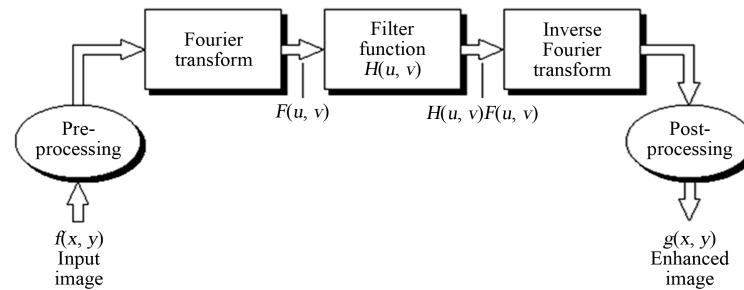 Fourier
transform
Filter
function
H(u, v)
Inverse
Fourier
transform
F(u, v)
H(u, v)F(u, v)
Pre-
processing
Post-
processing
f(x, y)
Input
image
g(x, y)
Enhanced
image